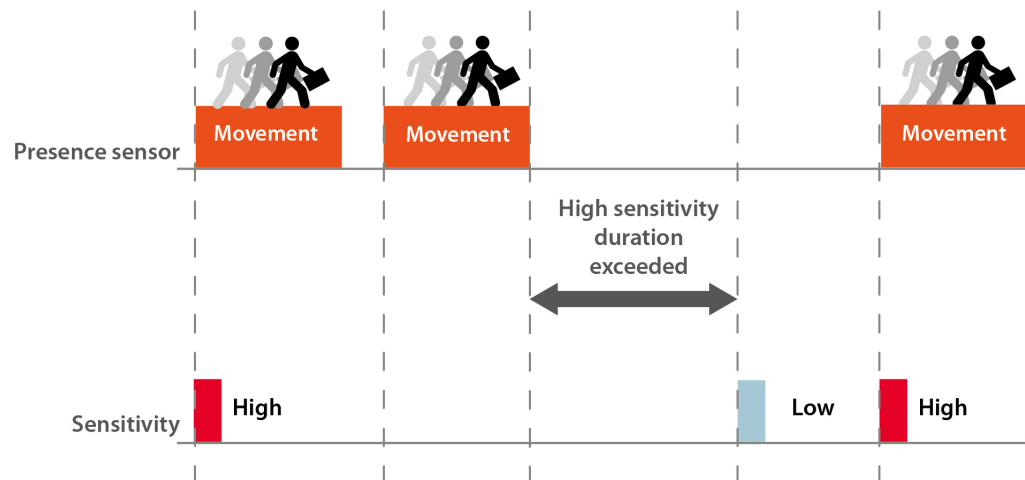 Movement
Movement
Movement
Presence sensor
High sensitivity
duration
exceeded
High
Low
High
Sensitivity